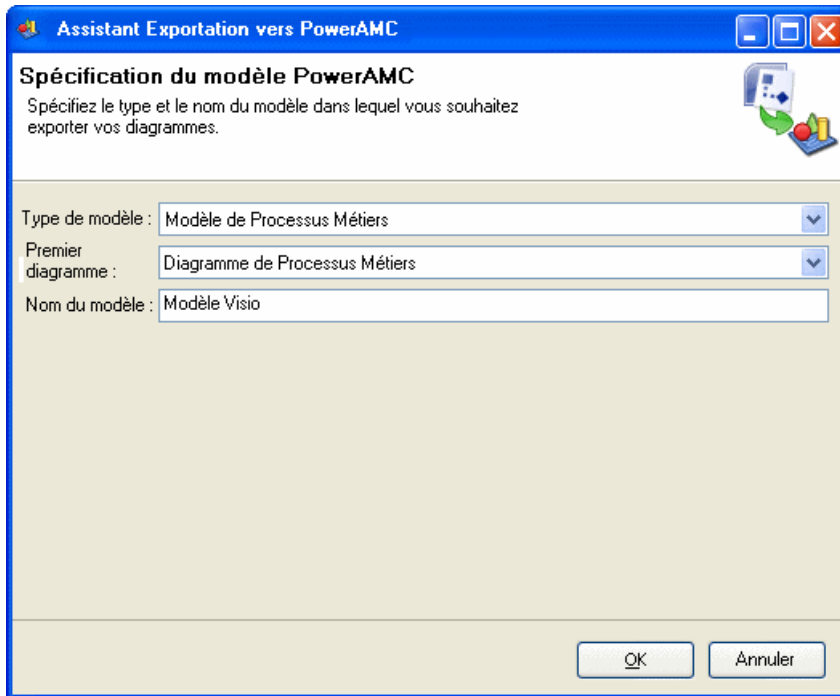 Assistant Exportation vers PowerAMC
Spécification du modèle PowerAMC
Spécifiez le type et le nom du modèle dans lequel vous souhaitez
exporter vos diagrammes.
Type de modèle : Modèle de Processus Métiers
Premier
diagramme : Diagramme de Processus Métiers
Nom du modèle : Modèle Visio
OK Annuler